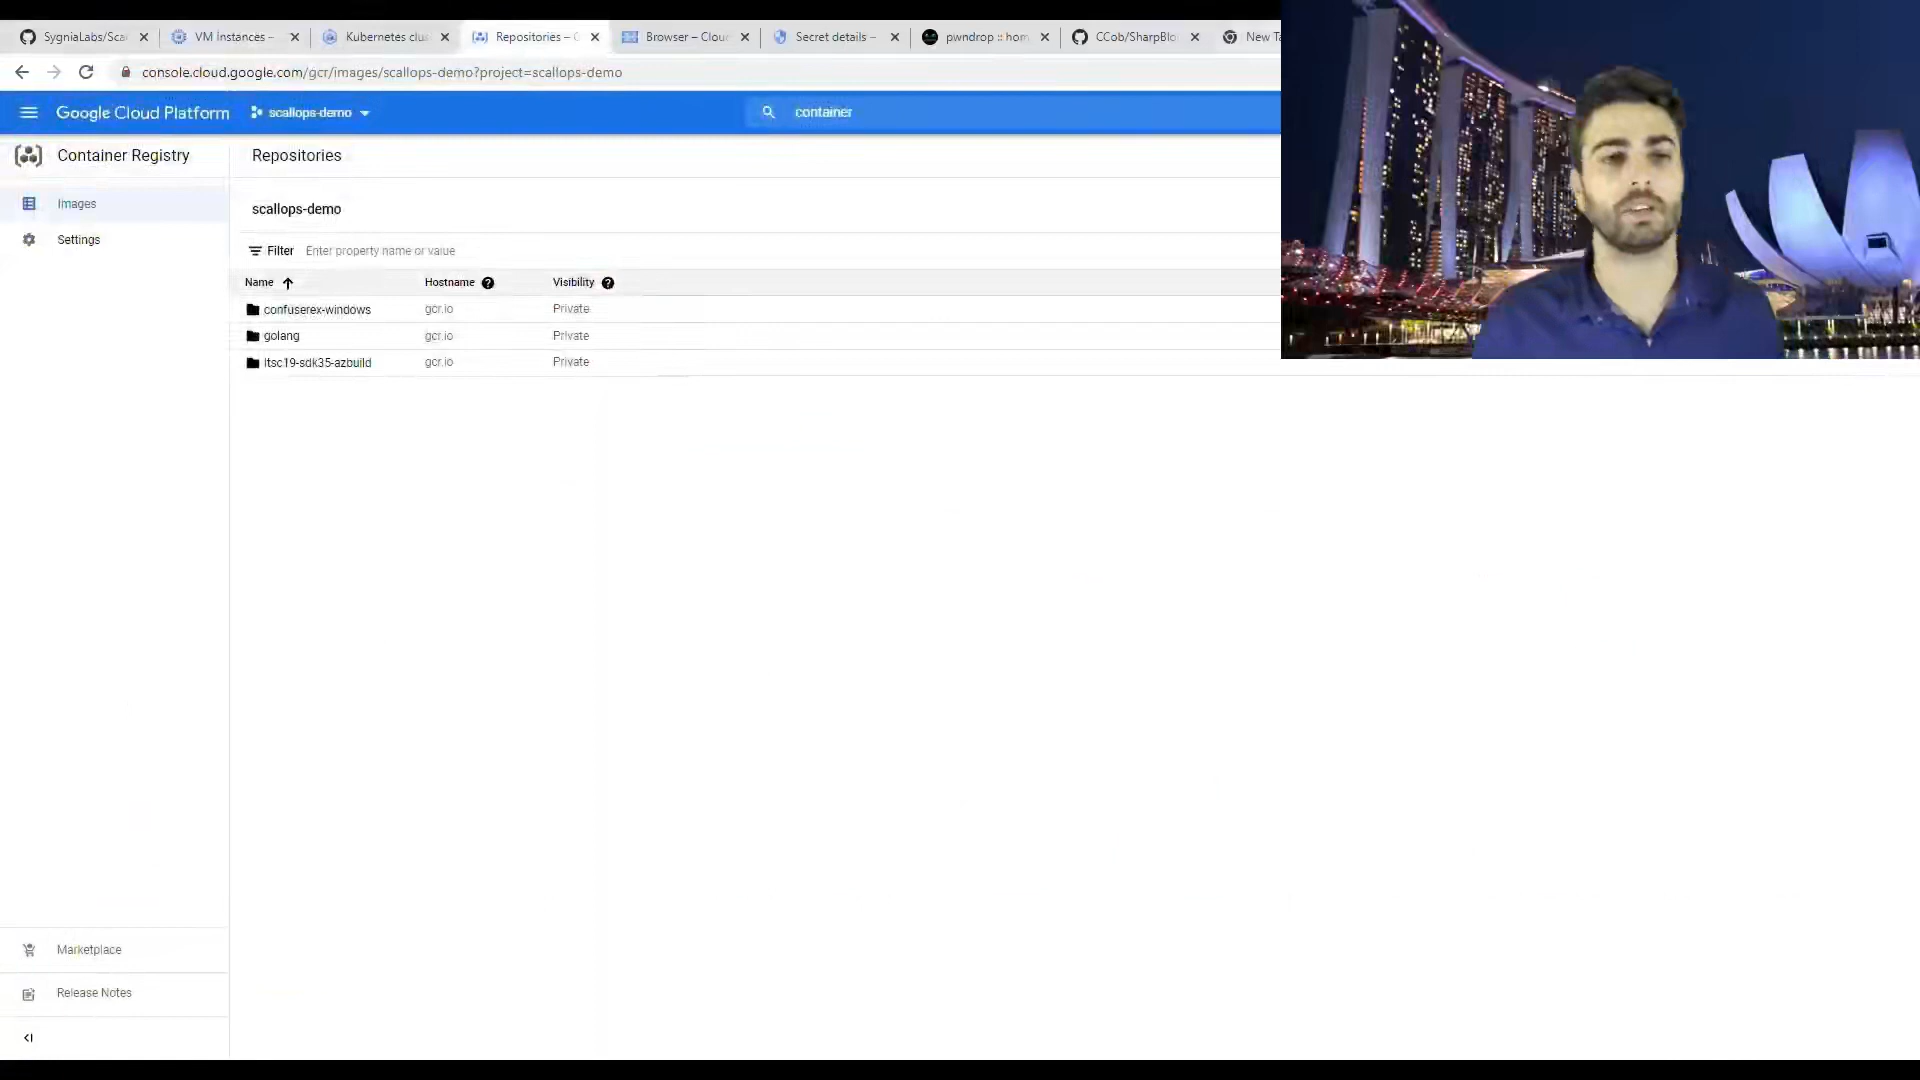 SygniaLabs/Sca
VM Instances –
Kubernetes clus
Repositories – C
Browser – Clou
Secret details –
pwndrop :: hom
CCob/SharpBlo
New Ta
console.cloud.google.com/gcr/images/scallops-demo?project=scallops-demo
Google Cloud Platform
scallops-demo
container
Container Registry
Repositories
Images
scallops-demo
Settings
Filter
Enter property name or value
Name
Hostname
Visibility
confuserex-windows
gcr.io
Private
golang
gcr.io
Private
ltsc19-sdk35-azbuild
gcr.io
Private
Marketplace
Release Notes